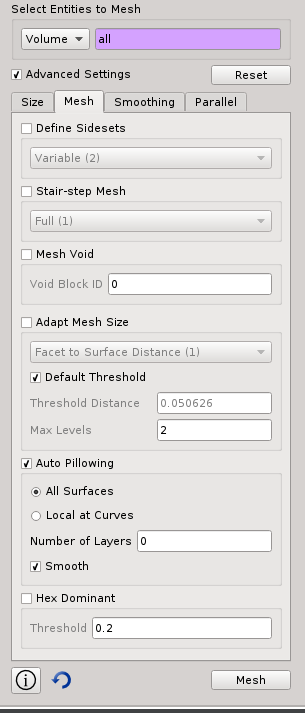 Select Entities to Mesh
Volume all
Advanced Settings Reset
Size Mesh Smoothing Parallel
Define Sidesets
Variable (2)
Stair-step Mesh
Full (1)
Mesh Void
Void Block ID 0
Adapt Mesh Size
Facet to Surface Distance (1)
Default Threshold
Threshold Distance 0.050626
Max Levels 2
Auto Pillowing
All Surfaces
Local at Curves
Number of Layers 0
Smooth
Hex Dominant
Threshold 0.2
Mesh